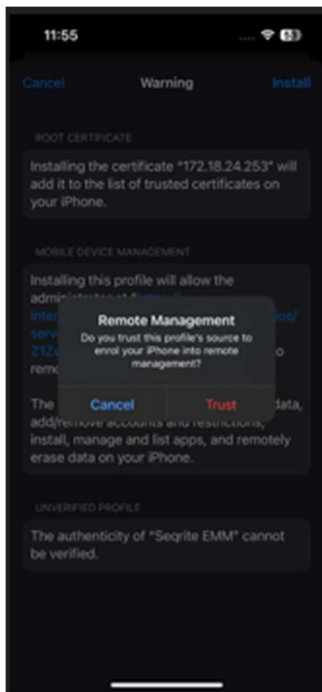 11:55
Cancel Warning Install
ROOT CERTIFICATE
Installing the certificate "172.18.24.253" will
add it to the list of trusted certificates on
your iPhone.
MOBILE DEVICE MANAGEMENT
Installing this profile will allow the
Remote Management
Do you trust this profile's source to
enrol your iPhone into remote
management?
Cancel Trust
The data,
add/remove accounts and restrictions,
install, manage and list apps, and remotely
erase data on your iPhone.
UNVERIFIED PROFILE
The authenticity of "Seqrite EMM" cannot
be verified.